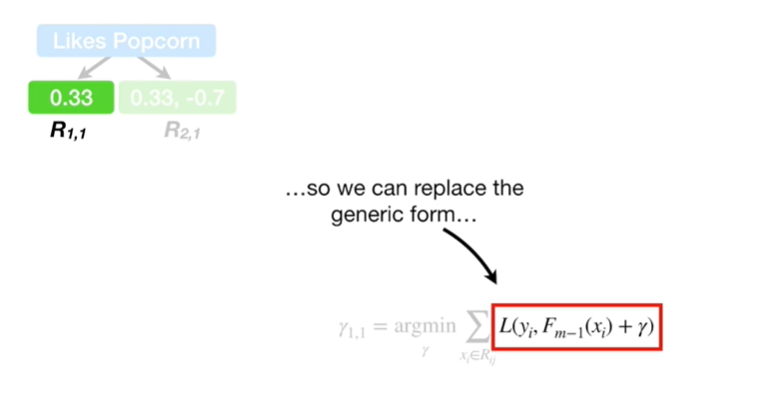 Likes Popcorn
0.33 0.33, -0.7
R1,1 R2,1
…so we can replace the
generic form…
γ1,1 = argmin ∑ L(yi, Fm−1(xi) + γ)
γ xi∈Rij